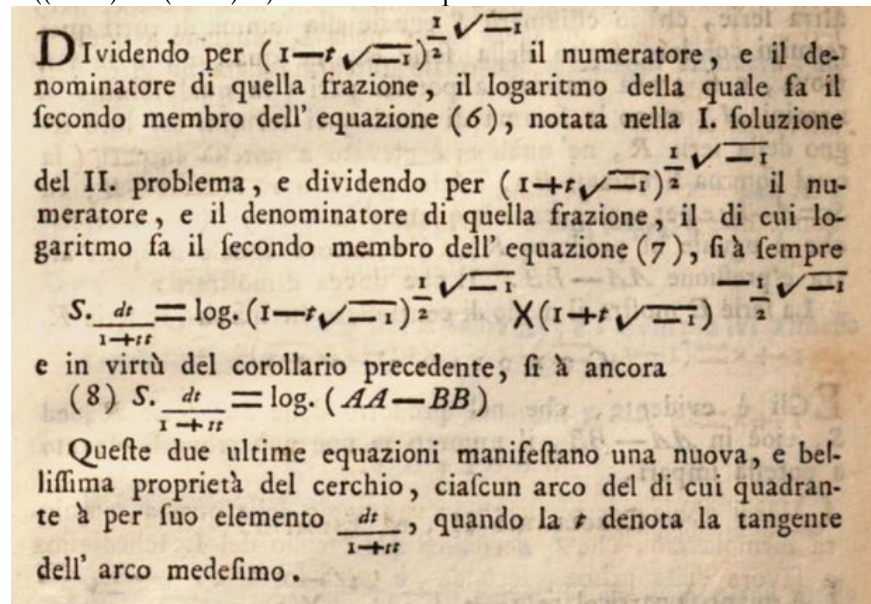 DIvidendo per (1—t√—1)^½√—1 il numeratore, e il de-
nominatore di quella frazione, il logaritmo della quale fa il
ſecondo membro dell' equazione (6), notata nella I. ſoluzione
del II. problema, e dividendo per (1+t√—1)^½√—1 il nu-
meratore, e il denominatore di quella frazione, il di cui lo-
garitmo fa il ſecondo membro dell' equazione (7), ſi à ſempre
S. dt/1+tt = log. (1—t√—1)^½√—1 X(1+t√—1)^—½√—1
e in virtù del corollario precedente, ſi à ancora
(8) S. dt/1+tt = log. (AA—BB)
Queſte due ultime equazioni manifeſtano una nuova, e bel-
liſſima proprietà del cerchio, ciaſcun arco del di cui quadran-
te à per ſuo elemento dt/1+tt, quando la t denota la tangente
dell' arco medeſimo.